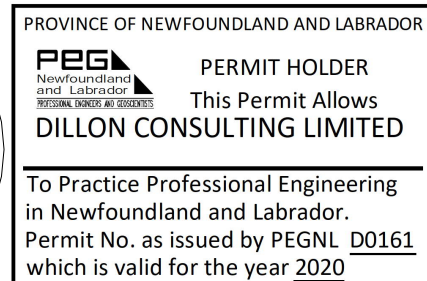 PROVINCE OF NEWFOUNDLAND AND LABRADOR
PEG
Newfoundland
and Labrador
PROFESSIONAL ENGINEERS AND GEOSCIENTISTS
PERMIT HOLDER
This Permit Allows
DILLON CONSULTING LIMITED
To Practice Professional Engineering
in Newfoundland and Labrador.
Permit No. as issued by PEGNL D0161
which is valid for the year 2020